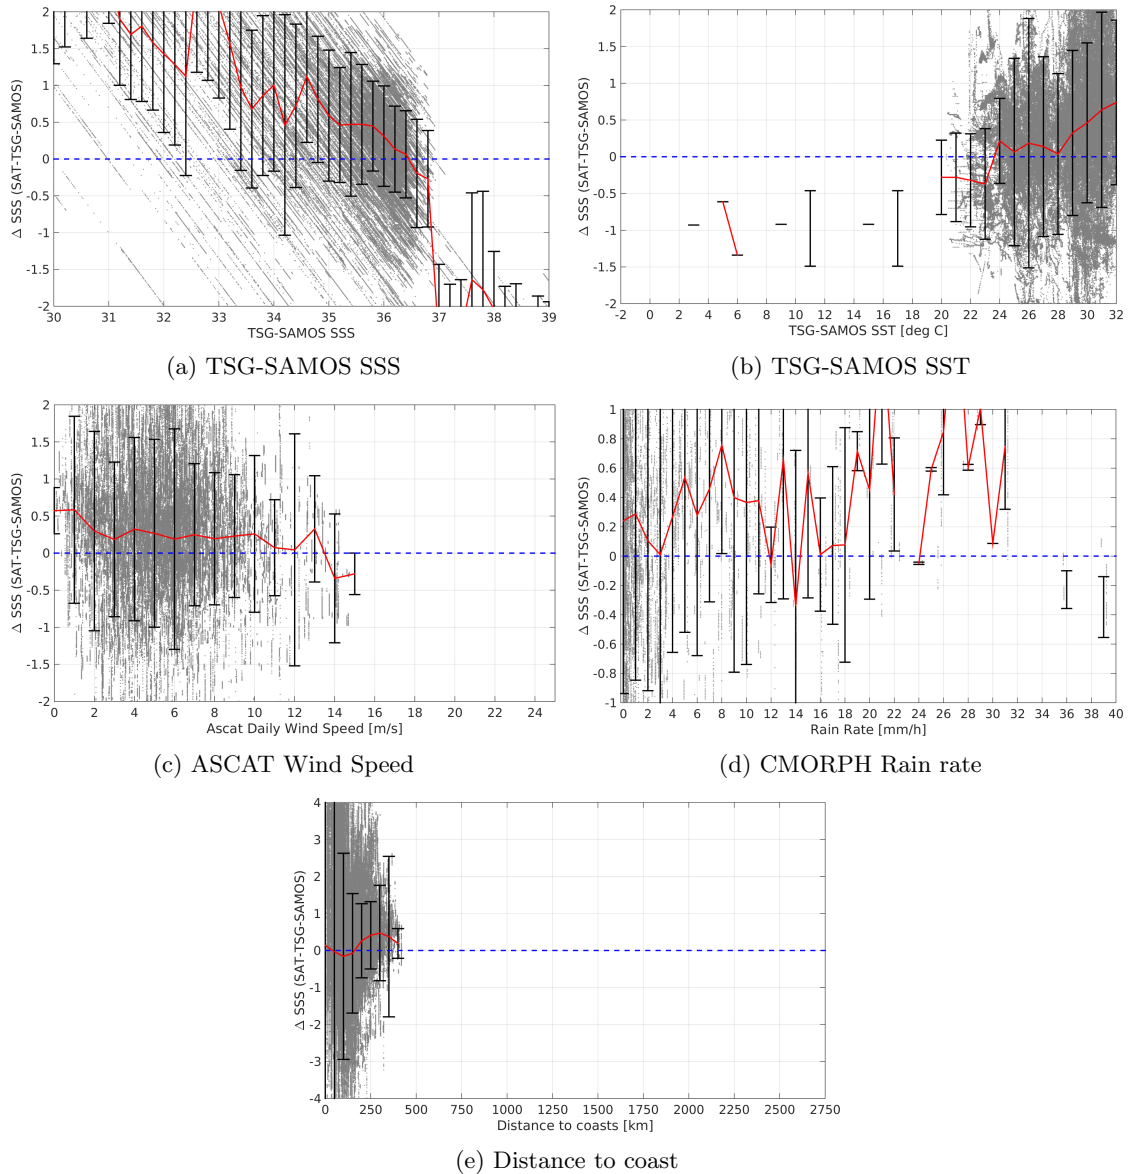 2
1.5
1
0.5
0
-0.5
-1
-1.5
-2
Δ SSS (SAT-TSG-SAMOS)
30 31 32 33 34 35 36 37 38 39
TSG-SAMOS SSS
(a) TSG-SAMOS SSS
2
1.5
1
0.5
0
-0.5
-1
-1.5
-2
Δ SSS (SAT-TSG-SAMOS)
-2 0 2 4 6 8 10 12 14 16 18 20 22 24 26 28 30 32
TSG-SAMOS SST [deg C]
(b) TSG-SAMOS SST
2
1.5
1
0.5
0
-0.5
-1
-1.5
-2
Δ SSS (SAT-TSG-SAMOS)
0 2 4 6 8 10 12 14 16 18 20 22 24
Ascat Daily Wind Speed [m/s]
(c) ASCAT Wind Speed
1
0.8
0.6
0.4
0.2
0
-0.2
-0.4
-0.6
-0.8
-1
Δ SSS (SAT-TSG-SAMOS)
0 2 4 6 8 10 12 14 16 18 20 22 24 26 28 30 32 34 36 38 40
Rain Rate [mm/h]
(d) CMORPH Rain rate
4
3
2
1
0
-1
-2
-3
-4
Δ SSS (SAT-TSG-SAMOS)
0 250 500 750 1000 1250 1500 1750 2000 2250 2500 2750
Distance to coasts [km]
(e) Distance to coast